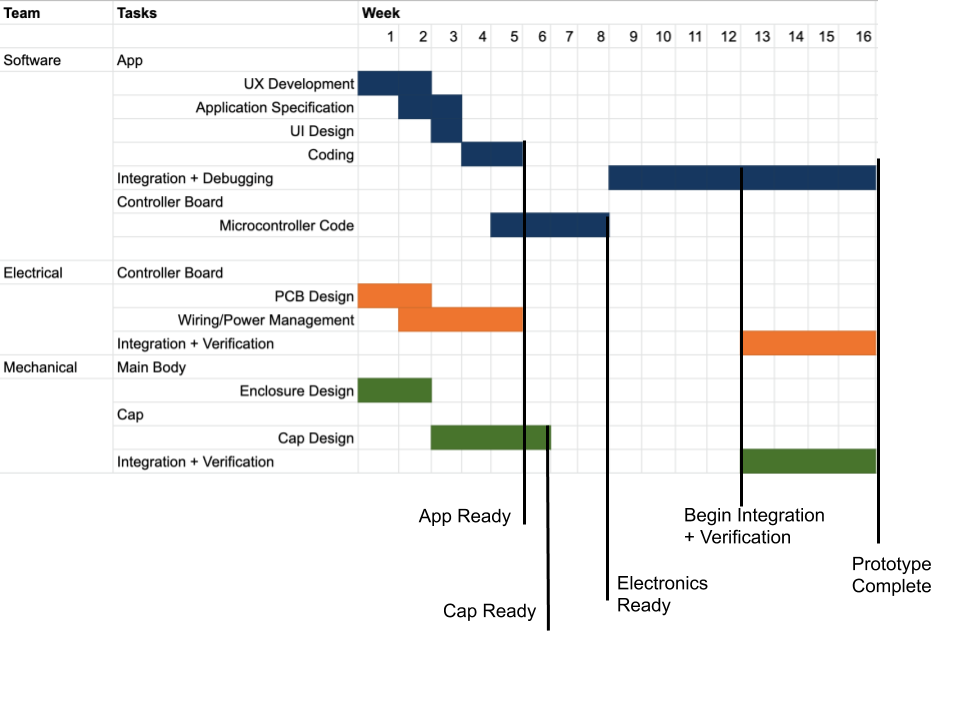 Team Tasks Week
1 2 3 4 5 6 7 8 9 10 11 12 13 14 15 16
Software App
UX Development
Application Specification
UI Design
Coding
Integration + Debugging
Controller Board
Microcontroller Code
Electrical Controller Board
PCB Design
Wiring/Power Management
Integration + Verification
Mechanical Main Body
Enclosure Design
Cap
Cap Design
Integration + Verification
App Ready
Begin Integration
+ Verification
Prototype
Complete
Electronics
Ready
Cap Ready